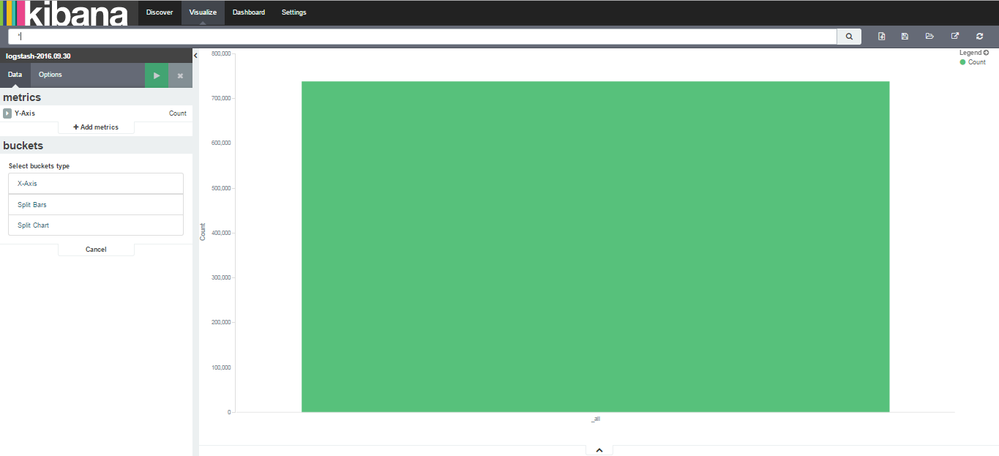 kibana
Discover Visualize Dashboard Settings
*
logstash-2016.09.30
Data Options
metrics
Y-Axis Count
Add metrics
buckets
Select buckets type
X-Axis
Split Bars
Split Chart
Cancel
800,000
700,000
600,000
500,000
400,000
300,000
200,000
100,000
0
Count
_all
Legend
Count